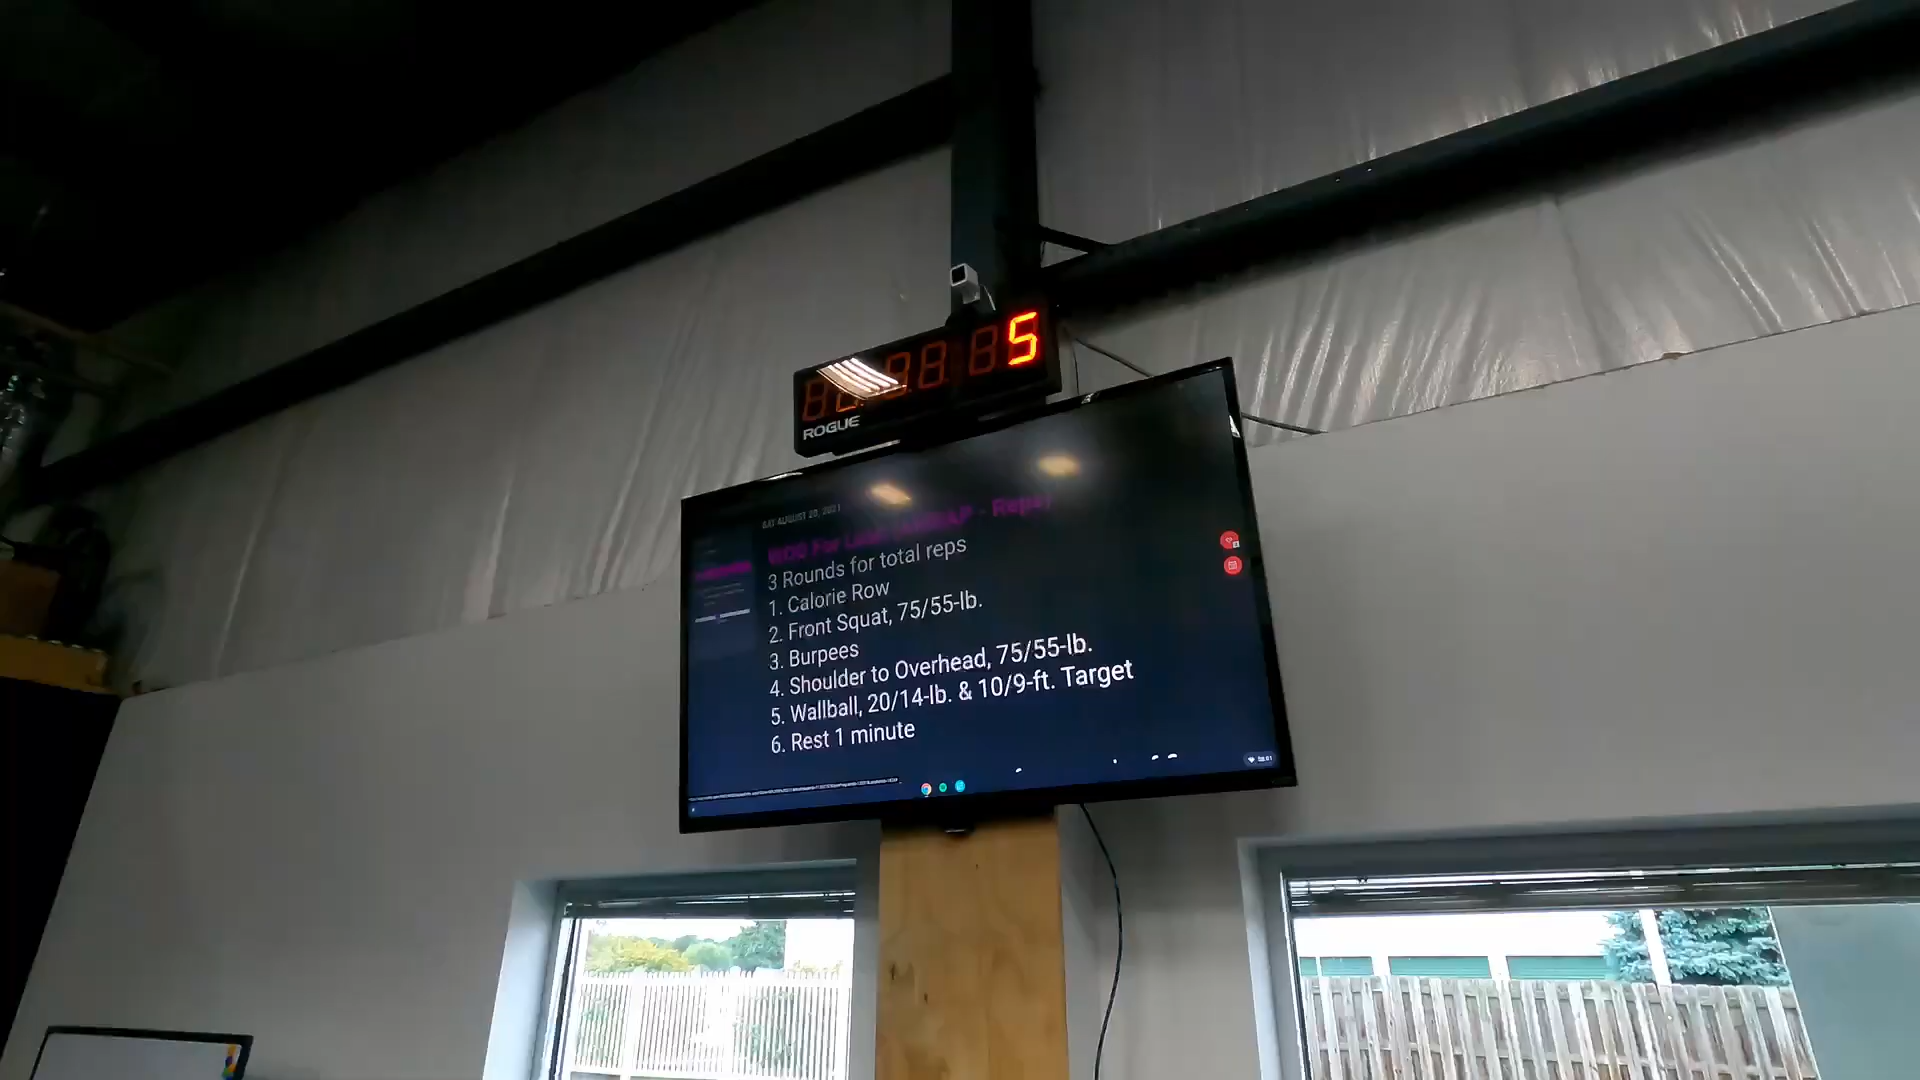 5
ROGUE
3 Rounds for total reps
1. Calorie Row
2. Front Squat, 75/55-lb.
3. Burpees
4. Shoulder to Overhead, 75/55-lb.
5. Wallball, 20/14-lb. & 10/9-ft. Target
6. Rest 1 minute